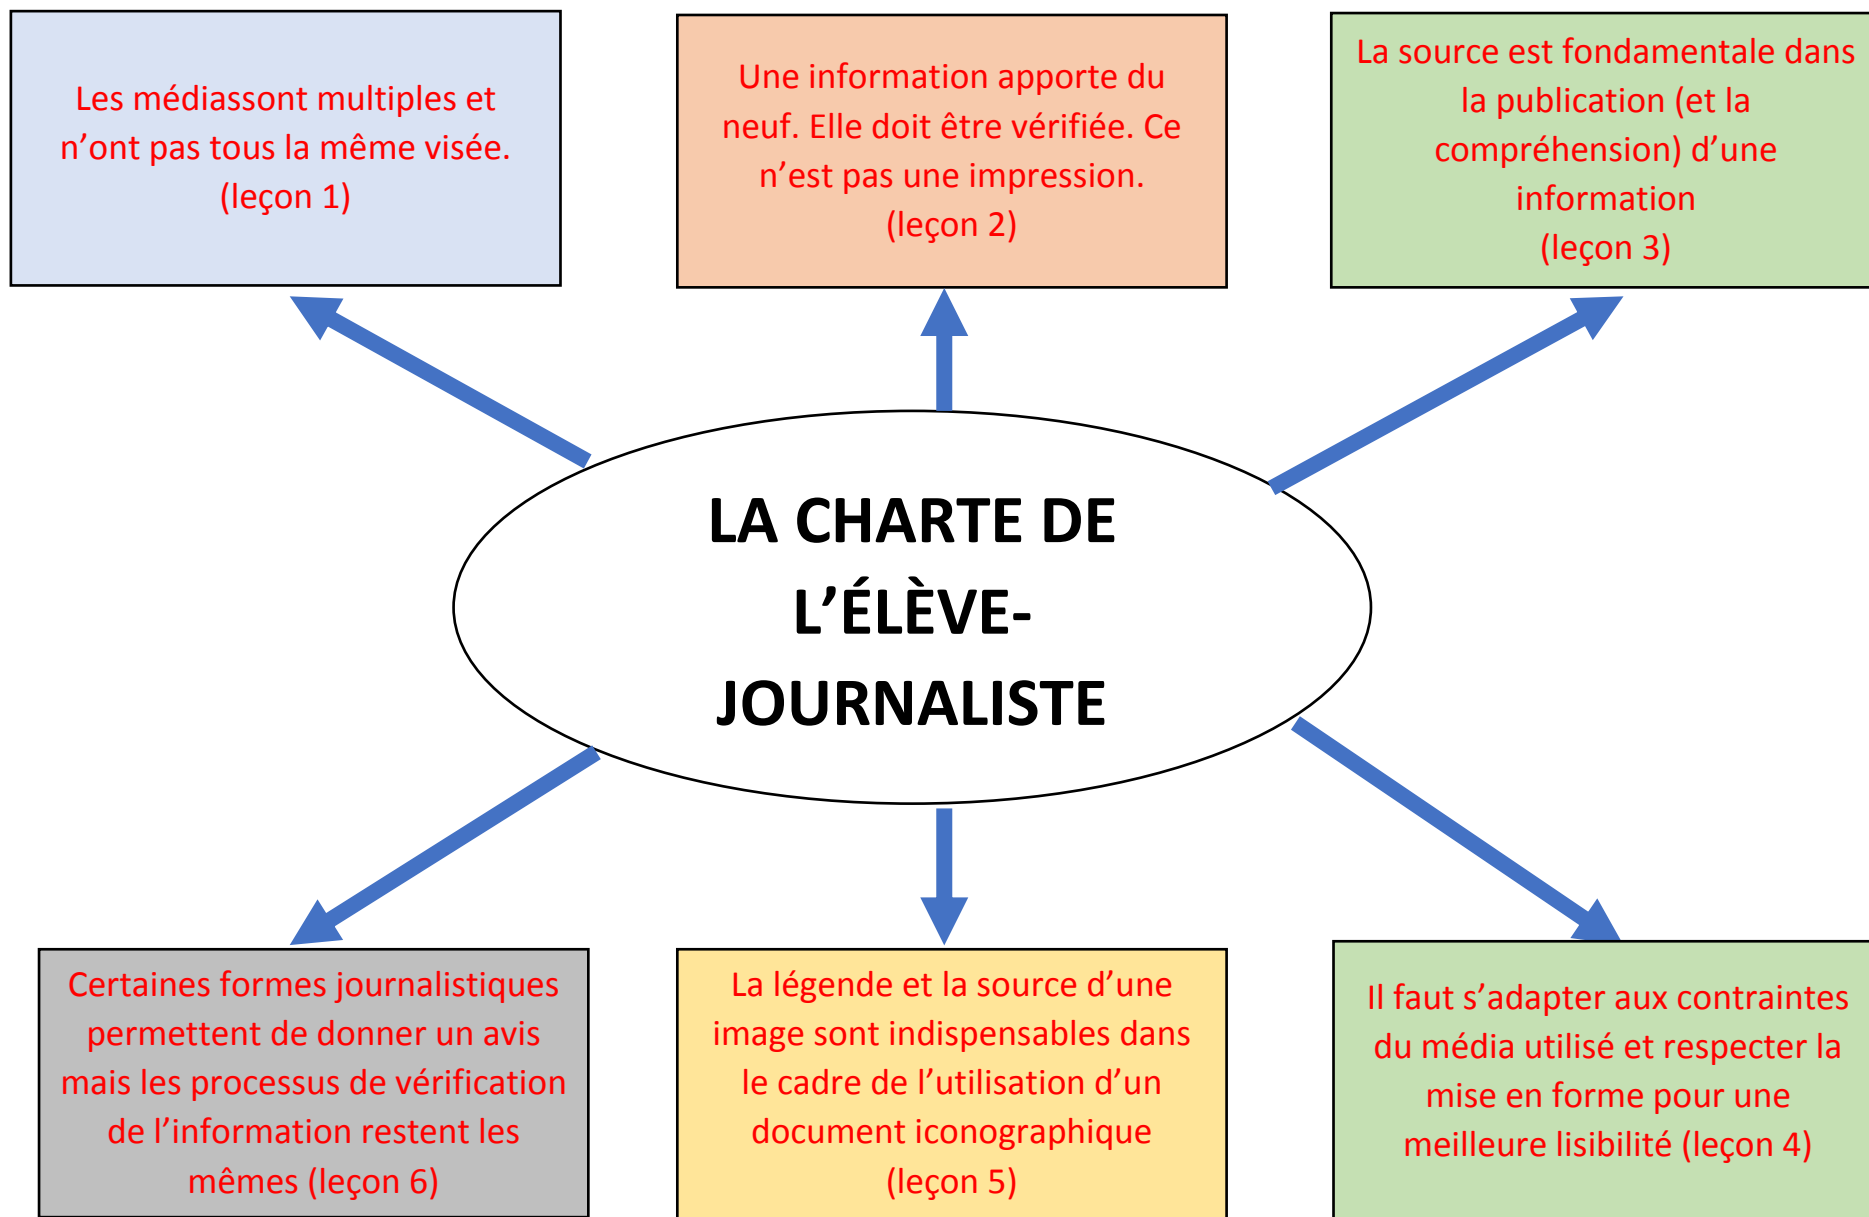 Les médiassont multiples et
n’ont pas tous la même visée.
(leçon 1)
Une information apporte du
neuf. Elle doit être vérifiée. Ce
n’est pas une impression.
(leçon 2)
La source est fondamentale dans
la publication (et la
compréhension) d’une
information
(leçon 3)
LA CHARTE DE
L’ÉLÈVE-
JOURNALISTE
Certaines formes journalistiques
permettent de donner un avis
mais les processus de vérification
de l’information restent les
mêmes (leçon 6)
La légende et la source d’une
image sont indispensables dans
le cadre de l’utilisation d’un
document iconographique
(leçon 5)
Il faut s’adapter aux contraintes
du média utilisé et respecter la
mise en forme pour une
meilleure lisibilité (leçon 4)